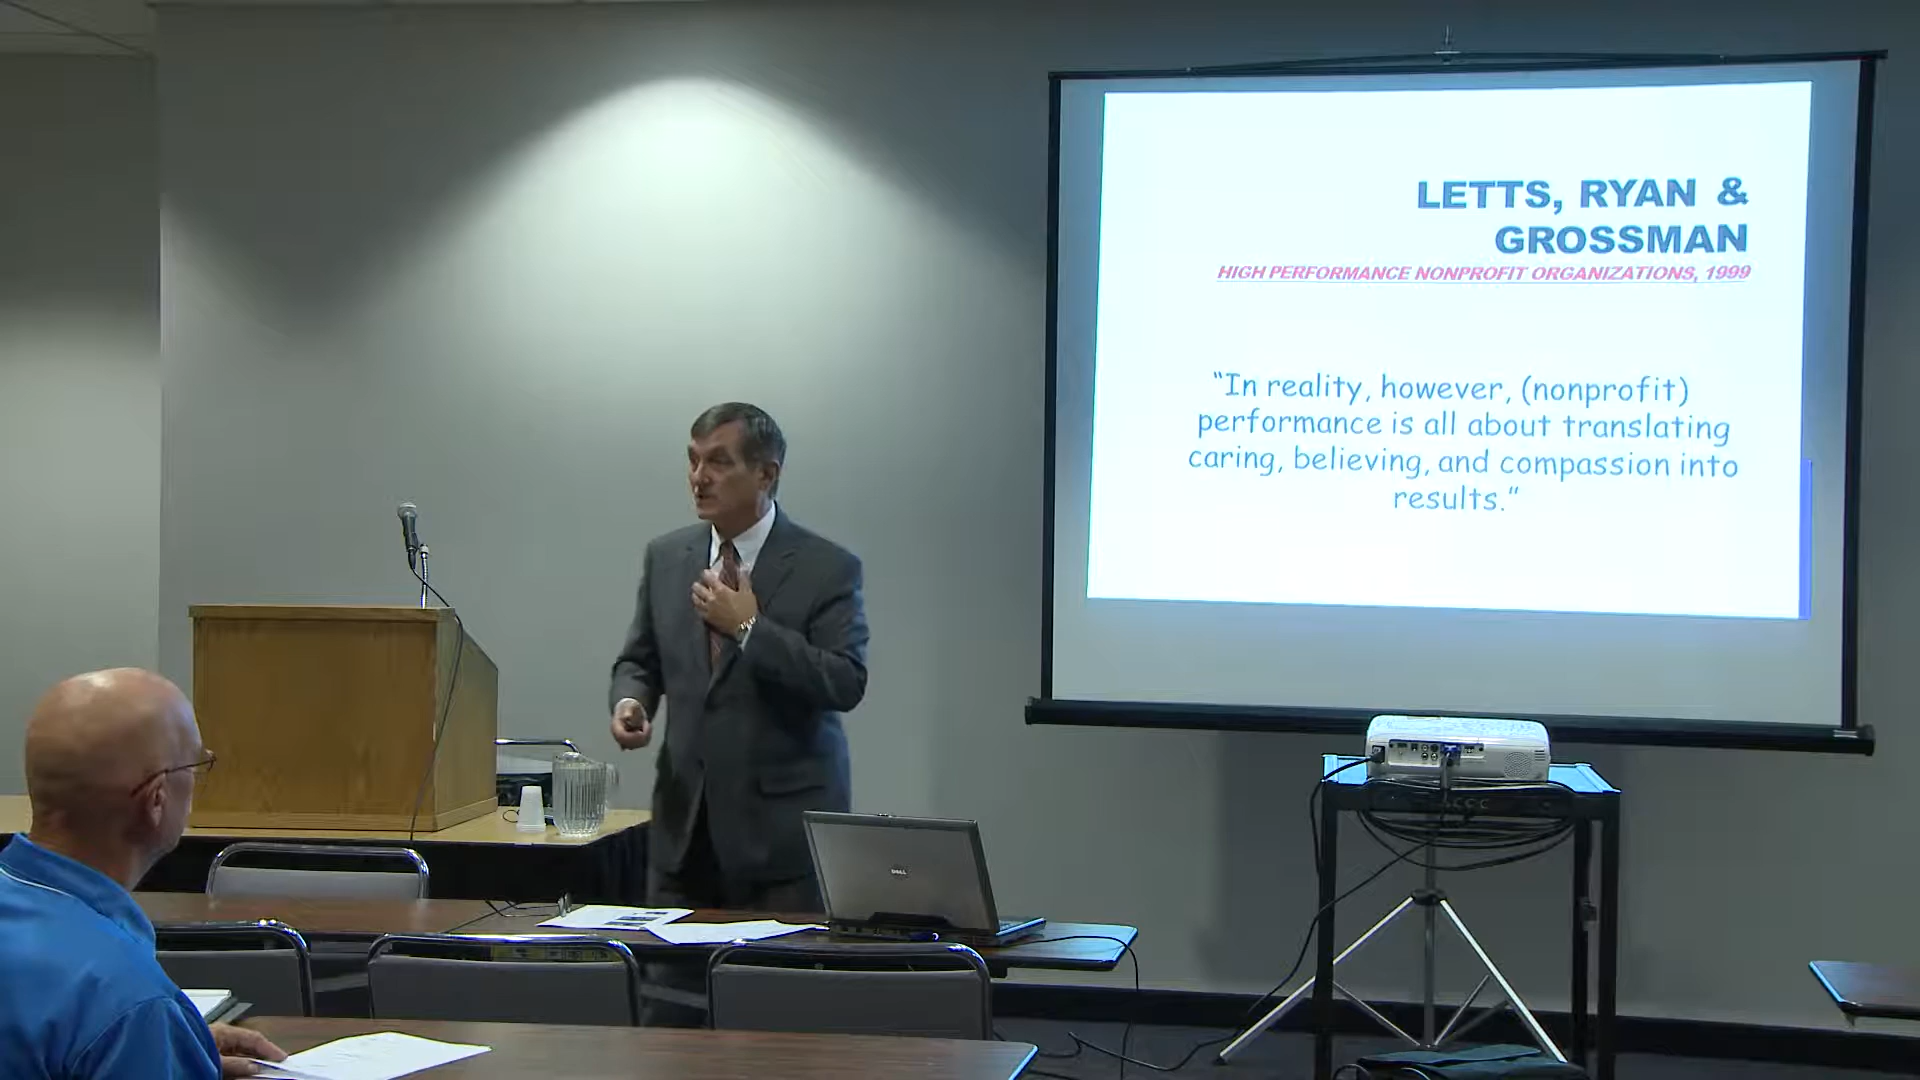 LETTS, RYAN &
GROSSMAN
HIGH PERFORMANCE NONPROFIT ORGANIZATIONS, 1999
“In reality, however, (nonprofit)
performance is all about translating
caring, believing, and compassion into
results.”
DELL